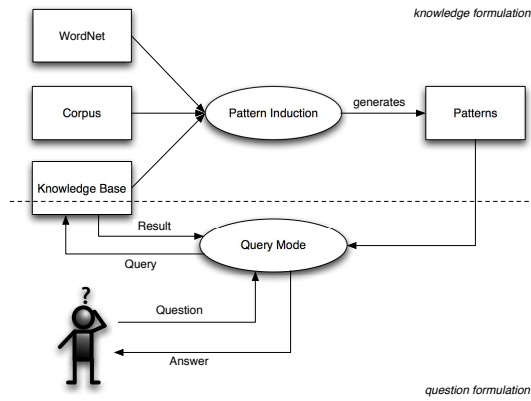 knowledge formulation
WordNet
Corpus
Pattern Induction
generates
Patterns
Knowledge Base
Result
Query Mode
Query
?
Question
Answer
question formulation